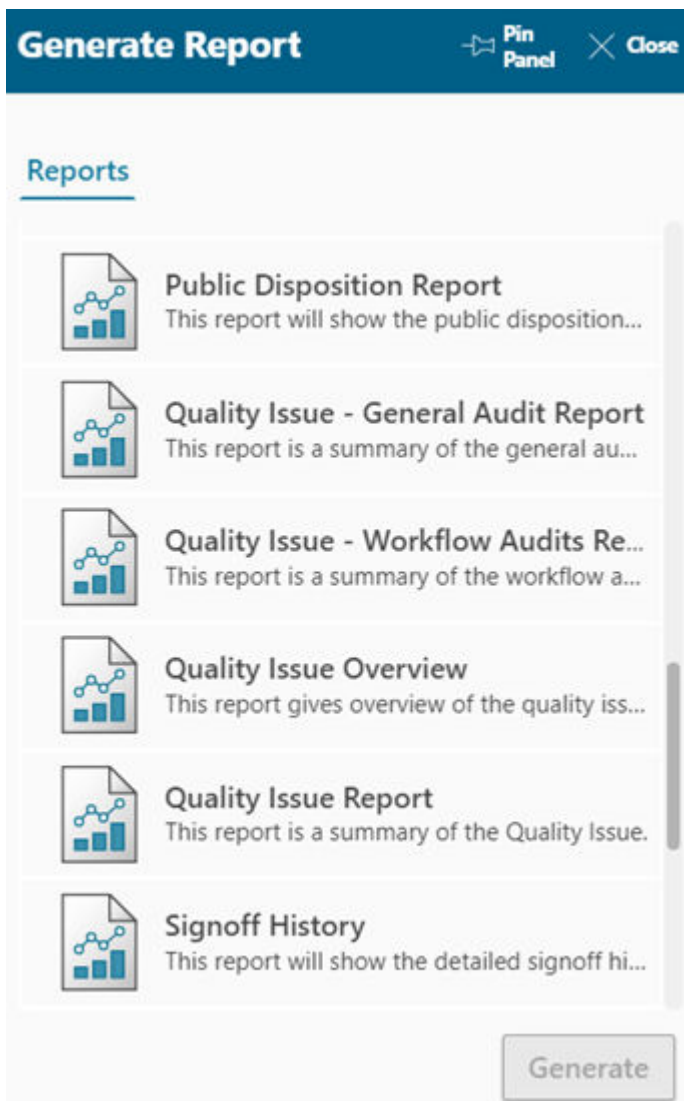 Generate Report
Pin
Panel
Close
Reports
Public Disposition Report
This report will show the public disposition...
Quality Issue - General Audit Report
This report is a summary of the general au...
Quality Issue - Workflow Audits Re...
This report is a summary of the workflow a...
Quality Issue Overview
This report gives overview of the quality iss...
Quality Issue Report
This report is a summary of the Quality Issue.
Signoff History
This report will show the detailed signoff hi...
Generate